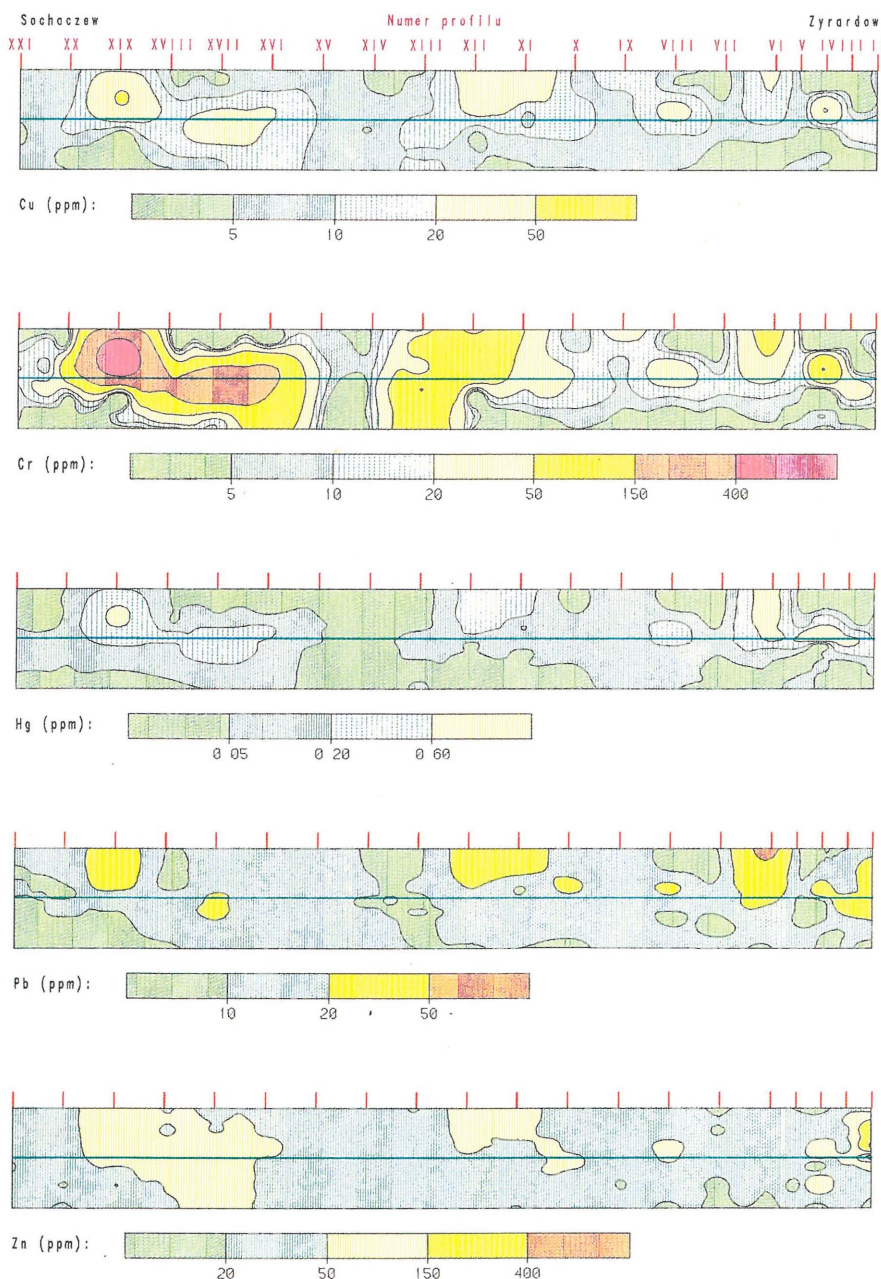 Sochaczew Numer profilu Zyrardow
XXI XX XIX XVIII XVII XVI XV XIV XIII XII XI X IX VIII VII VI V IV III I
Cu (ppm): 5 10 20 50
Cr (ppm): 5 10 20 50 150 400
Hg (ppm): 0 05 0 20 0 60
Pb (ppm): 10 20 50
Zn (ppm): 20 50 150 400